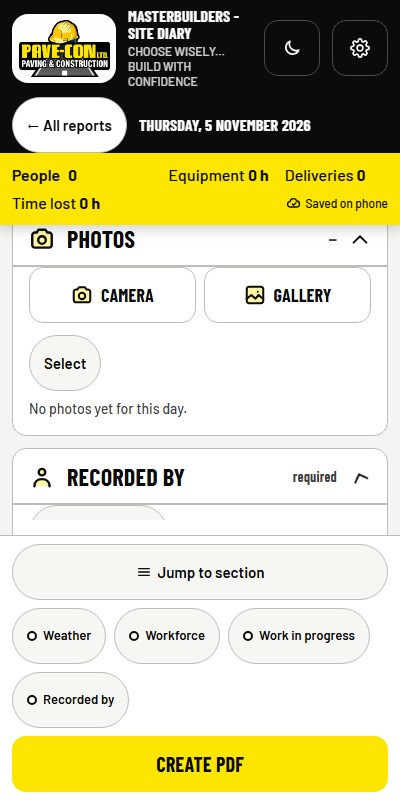 PAVE-CON LTD.
PAVING & CONSTRUCTION
MASTERBUILDERS -
SITE DIARY
CHOOSE WISELY...
BUILD WITH
CONFIDENCE
← All reports
THURSDAY, 5 NOVEMBER 2026
People 0
Equipment 0 h
Deliveries 0
Time lost 0 h
Saved on phone
PHOTOS
–
CAMERA
GALLERY
Select
No photos yet for this day.
RECORDED BY
required
Jump to section
Weather
Workforce
Work in progress
Recorded by
CREATE PDF